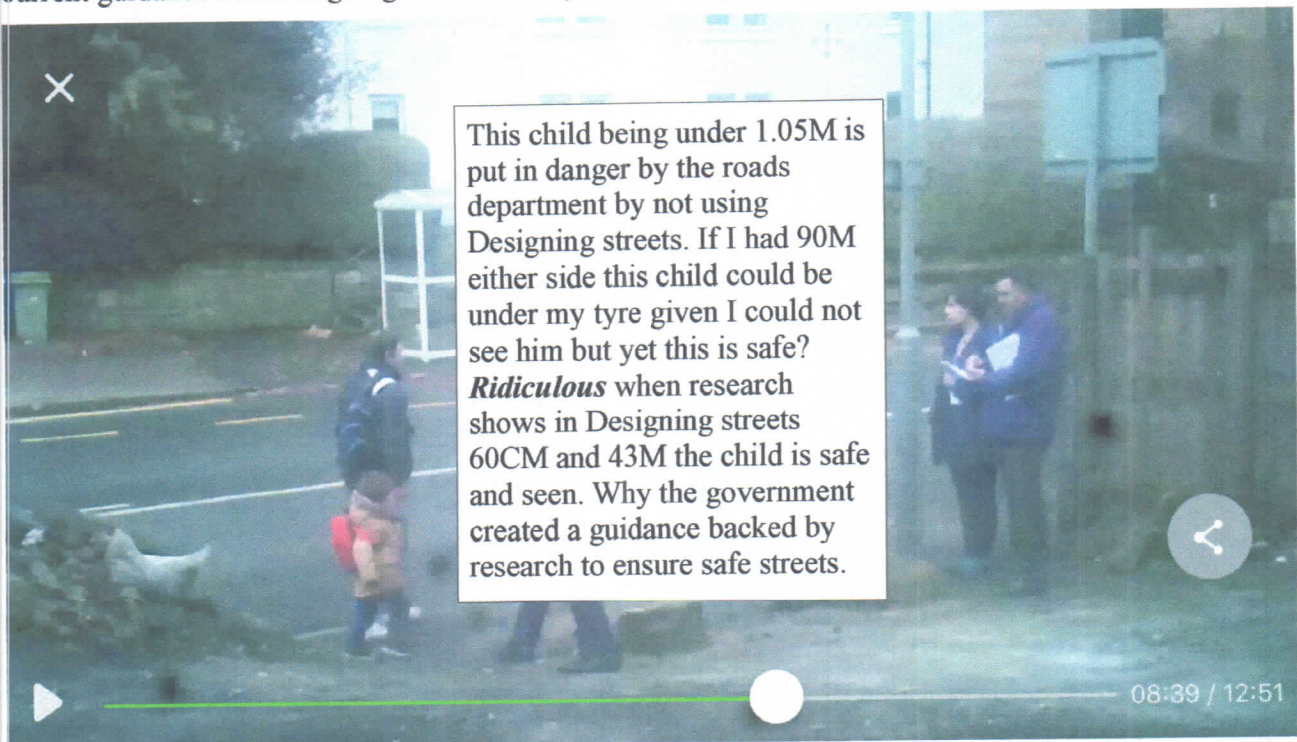 This child being under 1.05M is
put in danger by the roads
department by not using
Designing streets. If I had 90M
either side this child could be
under my tyre given I could not
see him but yet this is safe?
Ridiculous when research
shows in Designing streets
60CM and 43M the child is safe
and seen. Why the government
created a guidance backed by
research to ensure safe streets.
08:39 / 12:51